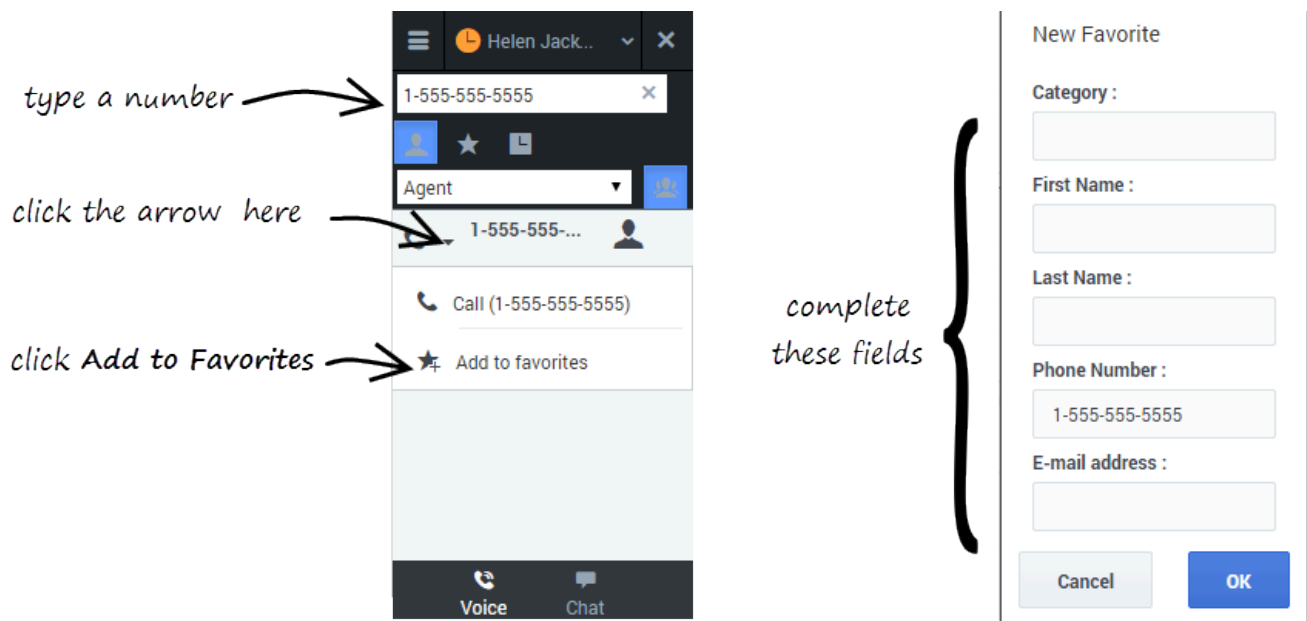 Helen Jack...
type a number
1-555-555-5555
Agent
click the arrow here
1-555-555-...
Call (1-555-555-5555)
click Add to Favorites
Add to favorites
Voice
Chat
complete
these fields
New Favorite
Category :
First Name :
Last Name :
Phone Number :
1-555-555-5555
E-mail address :
Cancel
OK